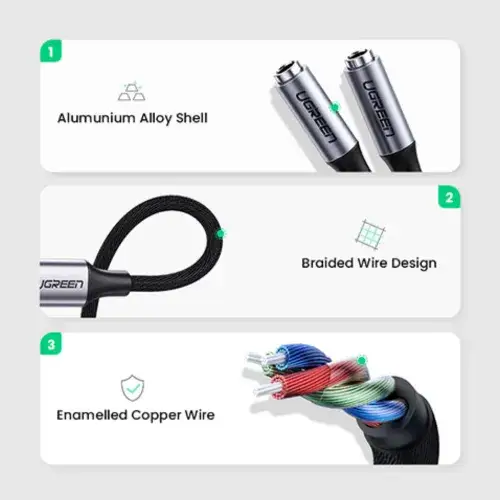 1
Alumunium Alloy Shell
UGREEN
UGREEN
2
UGREEN
Braided Wire Design
3
Enamelled Copper Wire